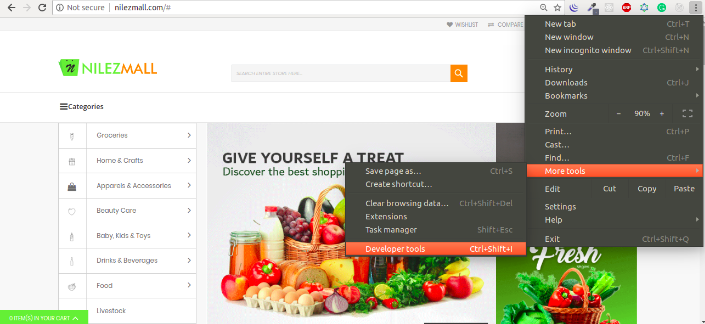 Not secure | nilezmall.com/#
WISHLIST
COMPARE
NILEZMALL
Categories
Groceries
Home & Crafts
Apparels & Accessories
Beauty Care
Baby, Kids & Toys
Drinks & Beverages
Food
Livestock
0 ITEM(S) IN YOUR CART
GIVE YOURSELF A TREAT
Discover the best shoppi
Fresh
Save page as... Ctrl+S
Create shortcut...
Clear browsing data... Ctrl+Shift+Del
Extensions
Task manager Shift+Esc
Developer tools Ctrl+Shift+I
New tab Ctrl+T
New window Ctrl+N
New incognito window Ctrl+Shift+N
History
Downloads Ctrl+J
Bookmarks
Zoom - 90% +
Print... Ctrl+P
Cast...
Find... Ctrl+F
More tools
Edit Cut Copy Paste
Settings
Help
Exit Ctrl+Shift+Q